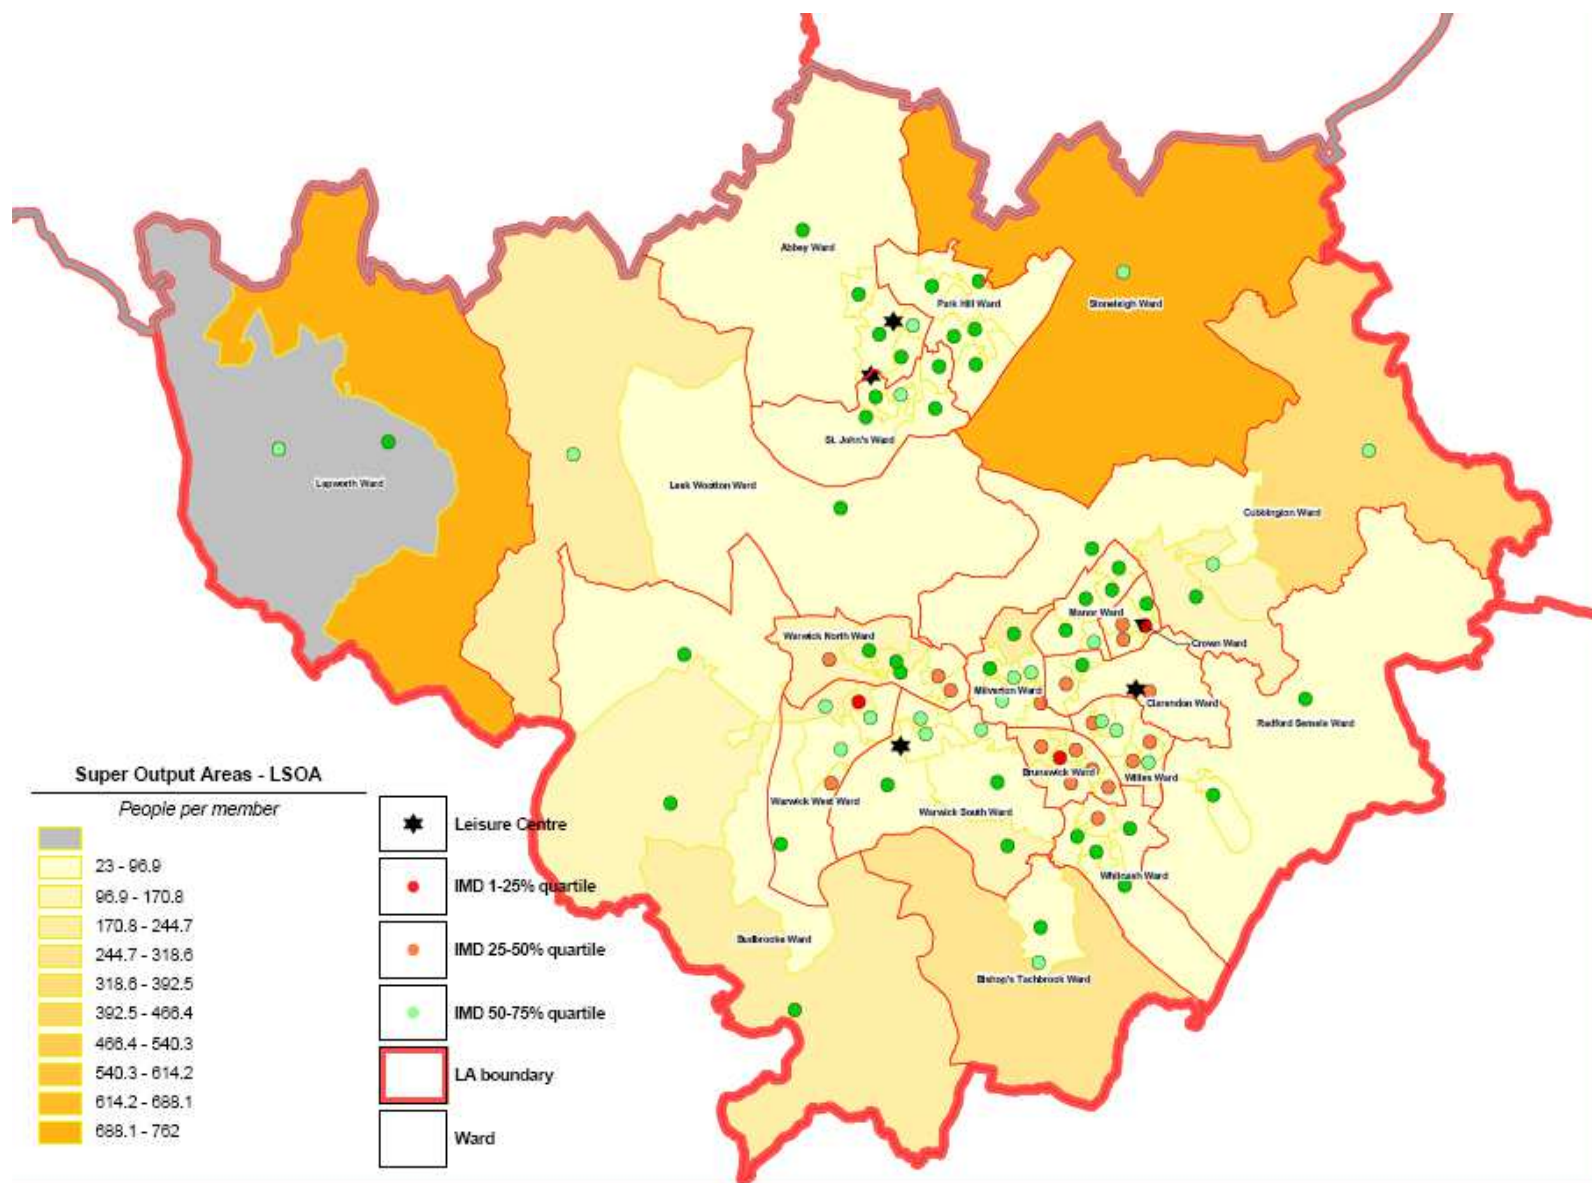 Abbey Ward
Park Hill Ward
Stoneleigh Ward
St. John's Ward
Lapworth Ward
Leek Wootton Ward
Cubbington Ward
Manor Ward
Warwick North Ward
Crown Ward
Milverton Ward
Clarendon Ward
Radford Semele Ward
Brunswick Ward
Willes Ward
Warwick West Ward
Warwick South Ward
Whitnash Ward
Budbrooke Ward
Bishop's Tachbrook Ward
Super Output Areas - LSOA
People per member
23 - 96.9
96.9 - 170.8
170.8 - 244.7
244.7 - 318.6
318.6 - 392.5
392.5 - 466.4
466.4 - 540.3
540.3 - 614.2
614.2 - 688.1
688.1 - 762
Leisure Centre
IMD 1-25% quartile
IMD 25-50% quartile
IMD 50-75% quartile
LA boundary
Ward